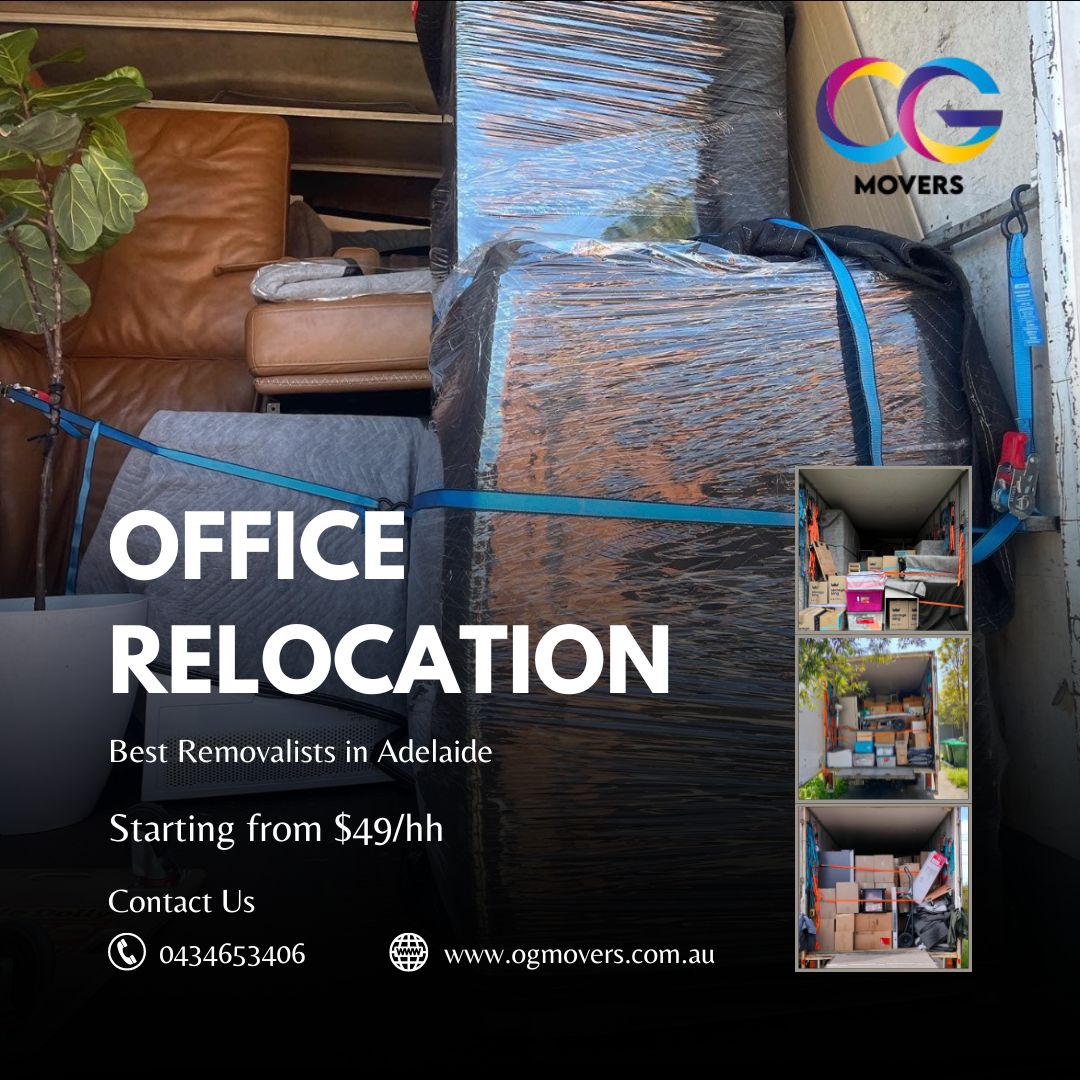 OG
MOVERS
OFFICE
RELOCATION
Best Removalists in Adelaide
Starting from $49/hh
Contact Us
0434653406
www.ogmovers.com.au